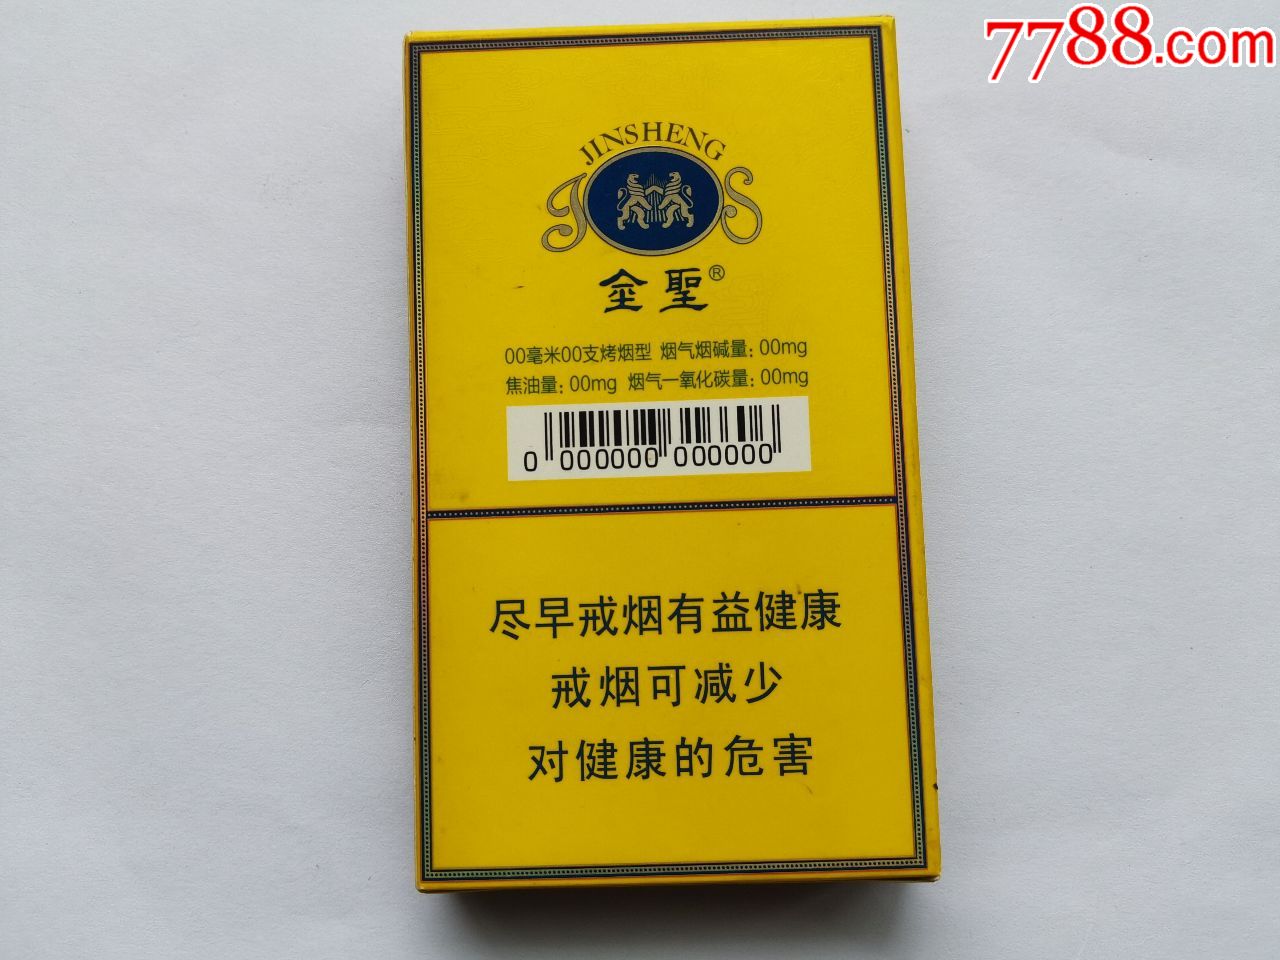 7788.com
JINSHENG
JS
金聖®
00毫米00支烤烟型 烟气烟碱量:00mg
焦油量:00mg 烟气一氧化碳量:00mg
0 000000 000000
尽早戒烟有益健康
戒烟可减少
对健康的危害